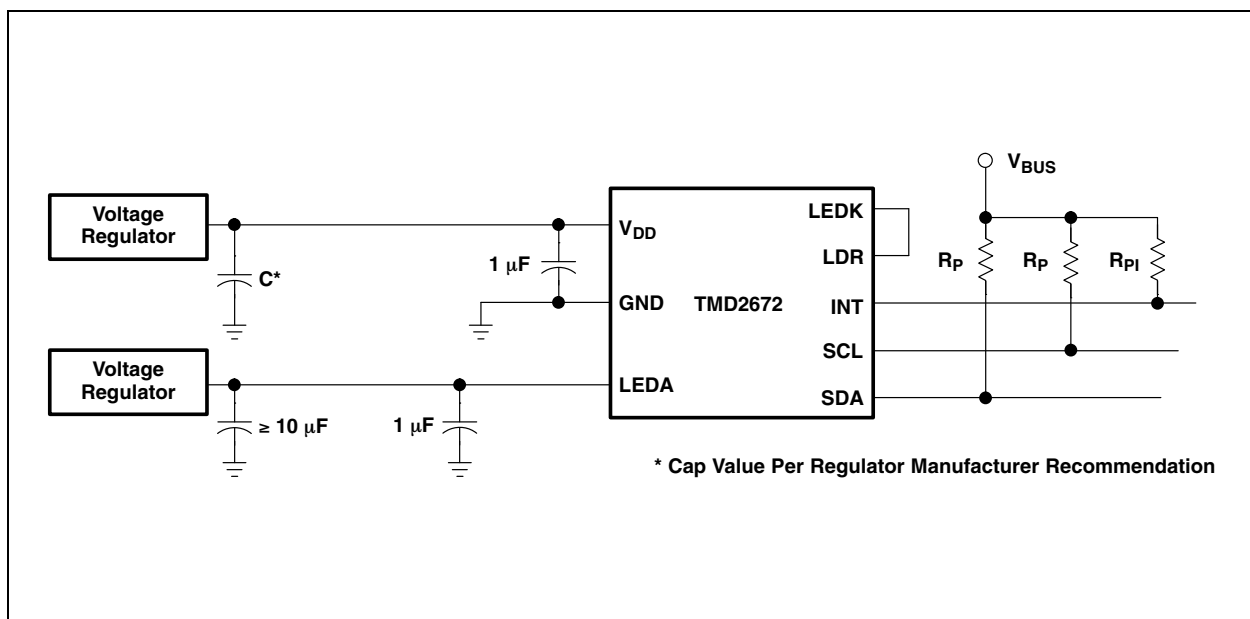 Voltage
Regulator
C*
1 μF
Voltage
Regulator
≥ 10 μF
1 μF
VDD
GND
LEDA
TMD2672
LEDK
LDR
INT
SCL
SDA
VBUS
RP
RP
RPI
* Cap Value Per Regulator Manufacturer Recommendation